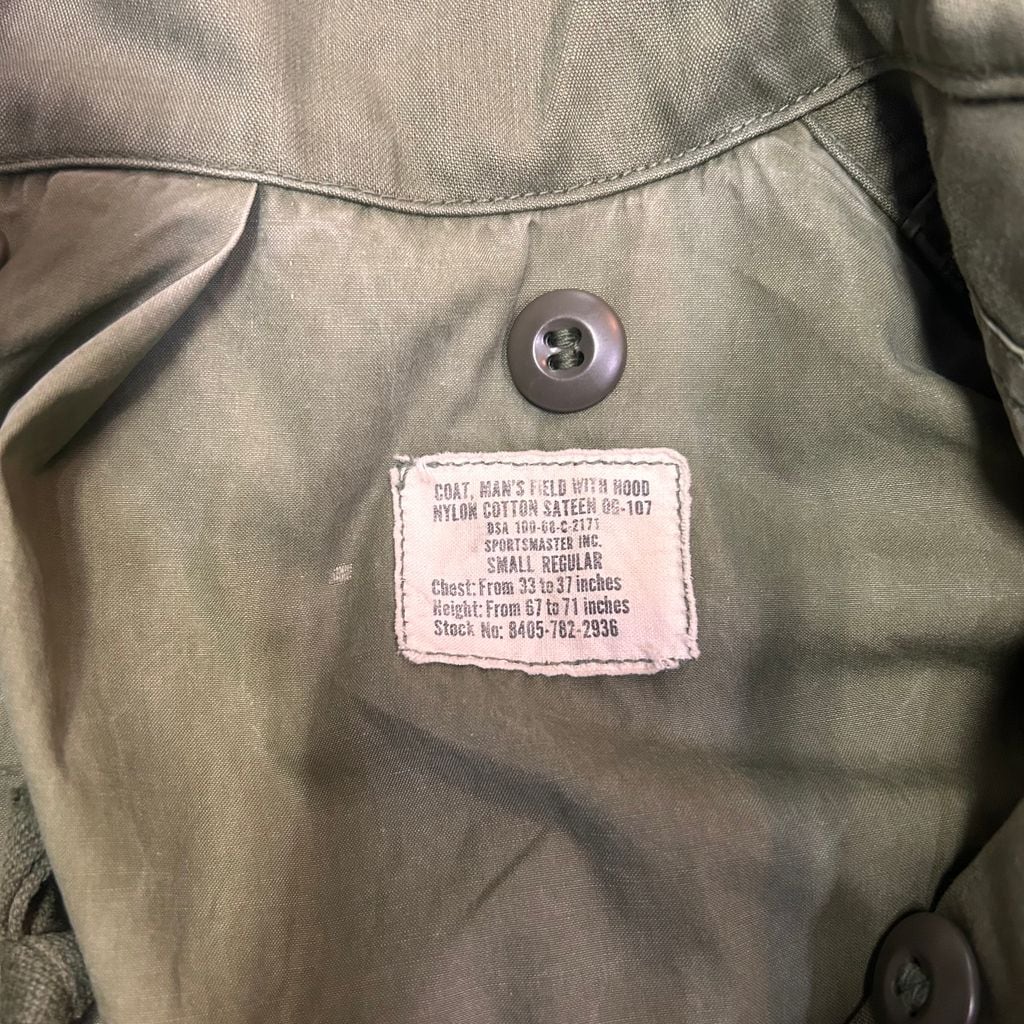 COAT, MAN'S FIELD WITH HOOD
NYLON COTTON SATEEN OG-107
DSA 100-68-C-2171
SPORTSMASTER INC.
SMALL REGULAR
Chest: From 33 to 37 inches
Height: From 67 to 71 inches
Stock No: 8405-782-2936